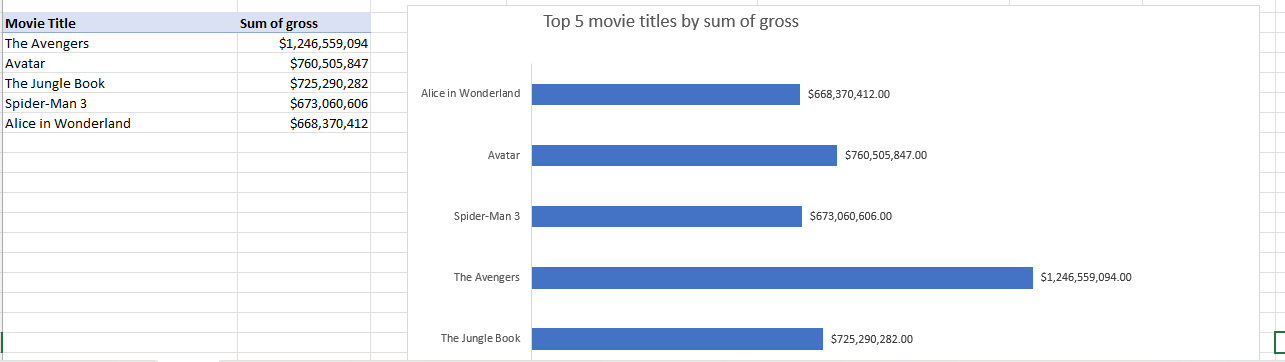 Movie Title Sum of gross
The Avengers $1,246,559,094
Avatar $760,505,847
The Jungle Book $725,290,282
Spider-Man 3 $673,060,606
Alice in Wonderland $668,370,412
Top 5 movie titles by sum of gross
Alice in Wonderland $668,370,412.00
Avatar $760,505,847.00
Spider-Man 3 $673,060,606.00
The Avengers $1,246,559,094.00
The Jungle Book $725,290,282.00